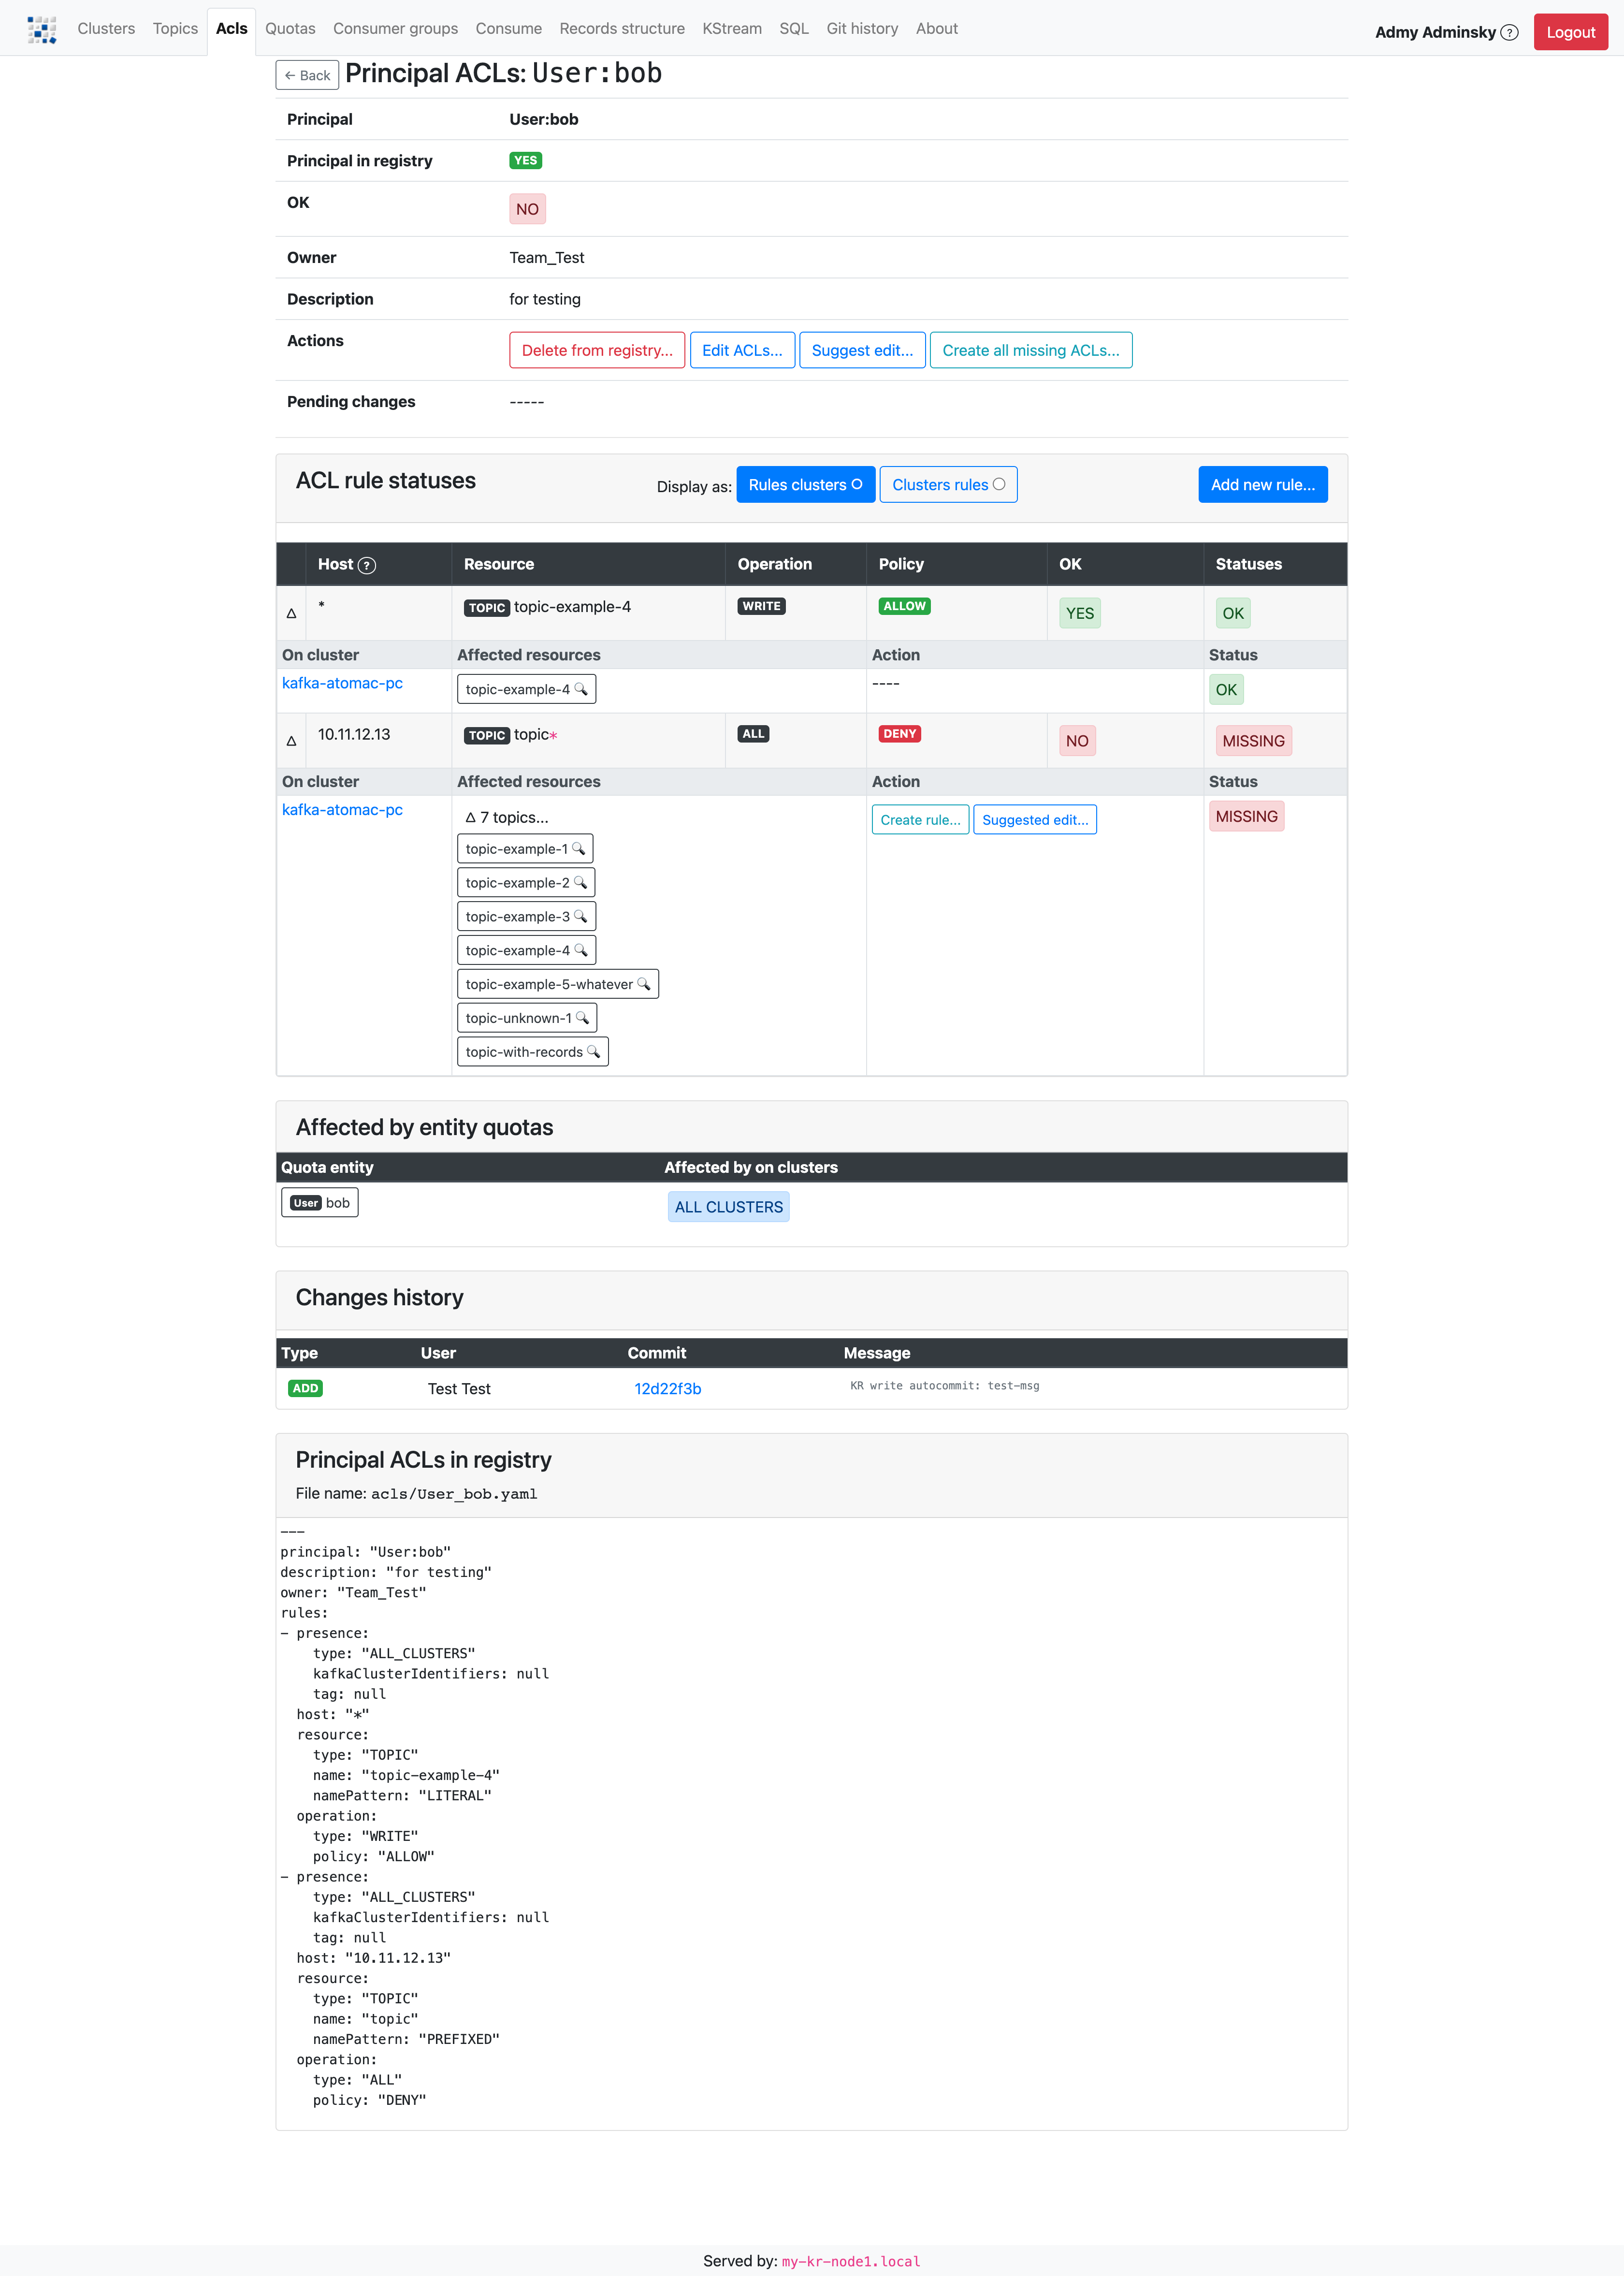 Clusters Topics Acls Quotas Consumer groups Consume Records structure KStream SQL Git history About Admy Adminsky ? Logout
← Back Principal ACLs: User:bob
Principal User:bob
Principal in registry YES
OK NO
Owner Team_Test
Description for testing
Actions Delete from registry... Edit ACLs... Suggest edit... Create all missing ACLs...
Pending changes -----
ACL rule statuses Display as: Rules clusters Clusters rules Add new rule...
Host ? Resource Operation Policy OK Statuses
∆ * TOPIC topic-example-4 WRITE ALLOW YES OK
On cluster Affected resources Action Status
kafka-atomac-pc topic-example-4 ---- OK
∆ 10.11.12.13 TOPIC topic* ALL DENY NO MISSING
On cluster Affected resources Action Status
kafka-atomac-pc ∆ 7 topics... Create rule... Suggested edit... MISSING
topic-example-1
topic-example-2
topic-example-3
topic-example-4
topic-example-5-whatever
topic-unknown-1
topic-with-records
Affected by entity quotas
Quota entity Affected by on clusters
User bob ALL CLUSTERS
Changes history
Type User Commit Message
ADD Test Test 12d22f3b KR write autocommit: test-msg
Principal ACLs in registry
File name: acls/User_bob.yaml
---
principal: "User:bob"
description: "for testing"
owner: "Team_Test"
rules:
- presence:
type: "ALL_CLUSTERS"
kafkaClusterIdentifiers: null
tag: null
host: "*"
resource:
type: "TOPIC"
name: "topic-example-4"
namePattern: "LITERAL"
operation:
type: "WRITE"
policy: "ALLOW"
- presence:
type: "ALL_CLUSTERS"
kafkaClusterIdentifiers: null
tag: null
host: "10.11.12.13"
resource:
type: "TOPIC"
name: "topic"
namePattern: "PREFIXED"
operation:
type: "ALL"
policy: "DENY"
Served by: my-kr-node1.local